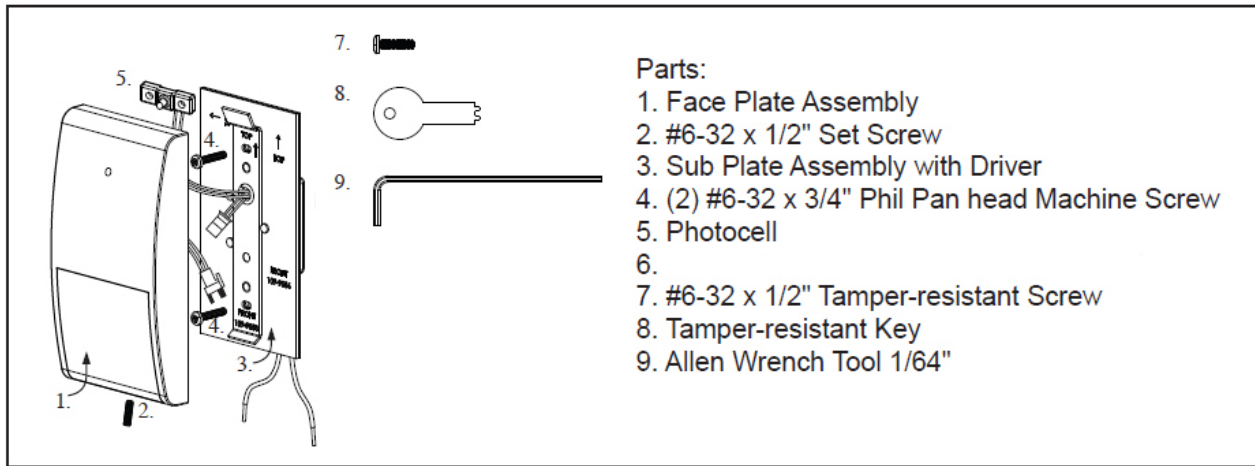 7.
5.
8.
4.
TOP
TOP
9.
4.
FRONT
3.
1.
2.
Parts:
1. Face Plate Assembly
2. #6-32 x 1/2" Set Screw
3. Sub Plate Assembly with Driver
4. (2) #6-32 x 3/4" Phil Pan head Machine Screw
5. Photocell
6.
7. #6-32 x 1/2" Tamper-resistant Screw
8. Tamper-resistant Key
9. Allen Wrench Tool 1/64"